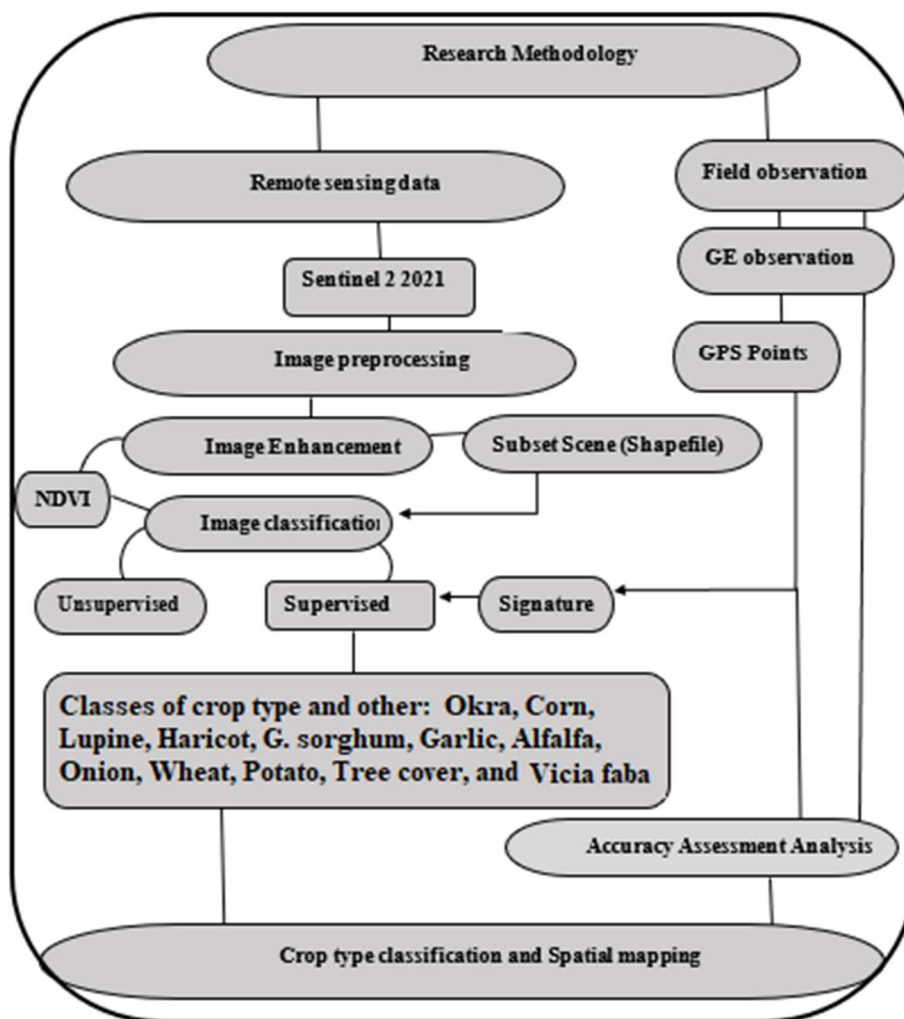 Research Methodology
Remote sensing data
Field observation
GE observation
Sentinel 2 2021
GPS Points
Image preprocessing
Image Enhancement
Subset Scene (Shapefile)
NDVI
Image classification
Unsupervised
Supervised
Signature
Classes of crop type and other: Okra, Corn,
Lupine, Haricot, G. sorghum, Garlic, Alfalfa,
Onion, Wheat, Potato, Tree cover, and Vicia faba
Accuracy Assessment Analysis
Crop type classification and Spatial mapping